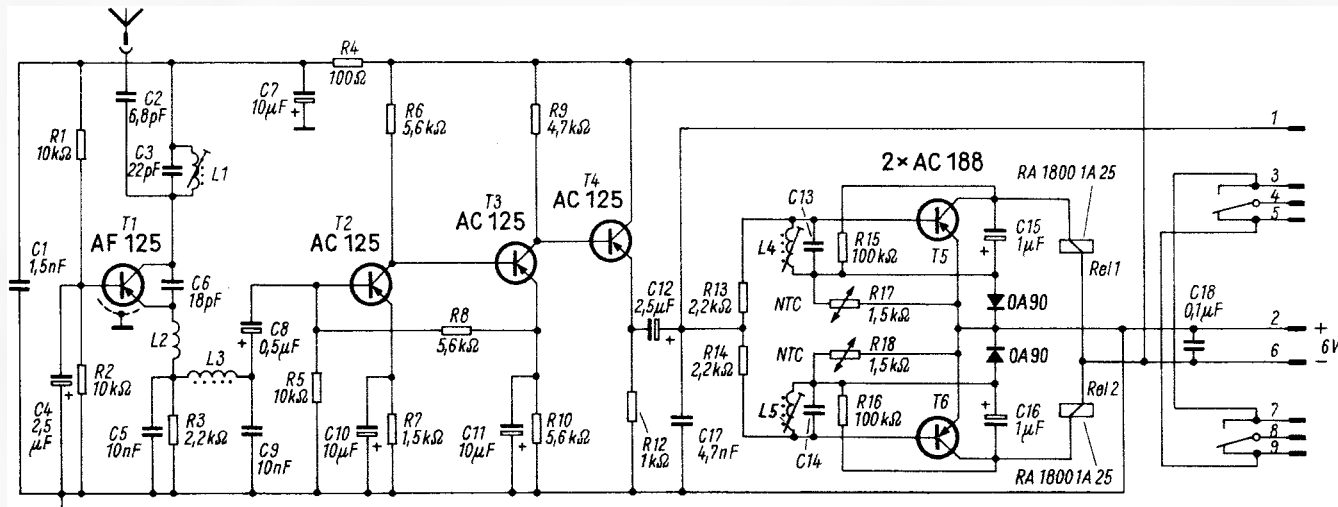 R4
100Ω
C2
6,8pF
C7
10µF
+
R1
10kΩ
C3
22pF
L1
R6
5,6kΩ
R9
4,7kΩ
T1
AF 125
T2
AC 125
T3
AC 125
T4
AC 125
C1
1,5nF
C6
18pF
L2
L3
C8
0,5µF
+
R8
5,6kΩ
C4
2,5
µF
+
R2
10kΩ
C5
10nF
R3
2,2kΩ
C9
10nF
R5
10kΩ
C10
10µF
+
R7
1,5kΩ
C11
10µF
+
R10
5,6kΩ
R12
1kΩ
C12
2,5µF
+
C17
4,7nF
R13
2,2kΩ
R14
2,2kΩ
2× AC 188
C13
L4
R15
100kΩ
T5
NTC
R17
1,5kΩ
NTC
R18
1,5kΩ
L5
C14
R16
100kΩ
T6
C15
1µF
+
OA90
OA90
+
C16
1µF
RA 1800 1A 25
Rel1
Rel2
RA 1800 1A 25
C18
0,1µF
1
3
4
5
2
+
6V
6
–
7
8
9